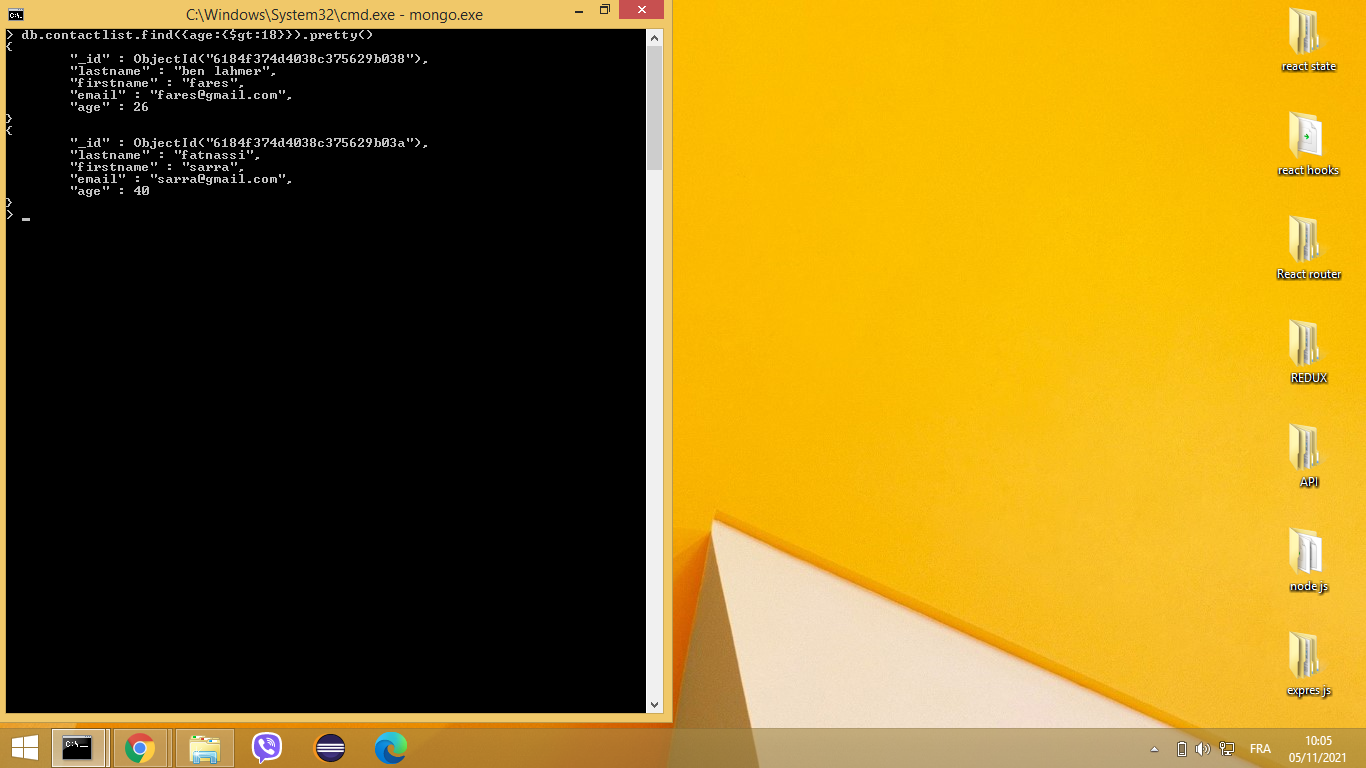 C:\Windows\System32\cmd.exe - mongo.exe
> db.contactlist.find({age:{$gt:18}}).pretty()
{
        "_id" : ObjectId("6184f374d4038c375629b038"),
        "lastname" : "ben lahmer",
        "firstname" : "fares",
        "email" : "fares@gmail.com",
        "age" : 26
}
{
        "_id" : ObjectId("6184f374d4038c375629b03a"),
        "lastname" : "fatnassi",
        "firstname" : "sarra",
        "email" : "sarra@gmail.com",
        "age" : 40
}
>
react state
react hooks
React router
REDUX
API
node js
expres js
C:\.
FRA
10:05
05/11/2021